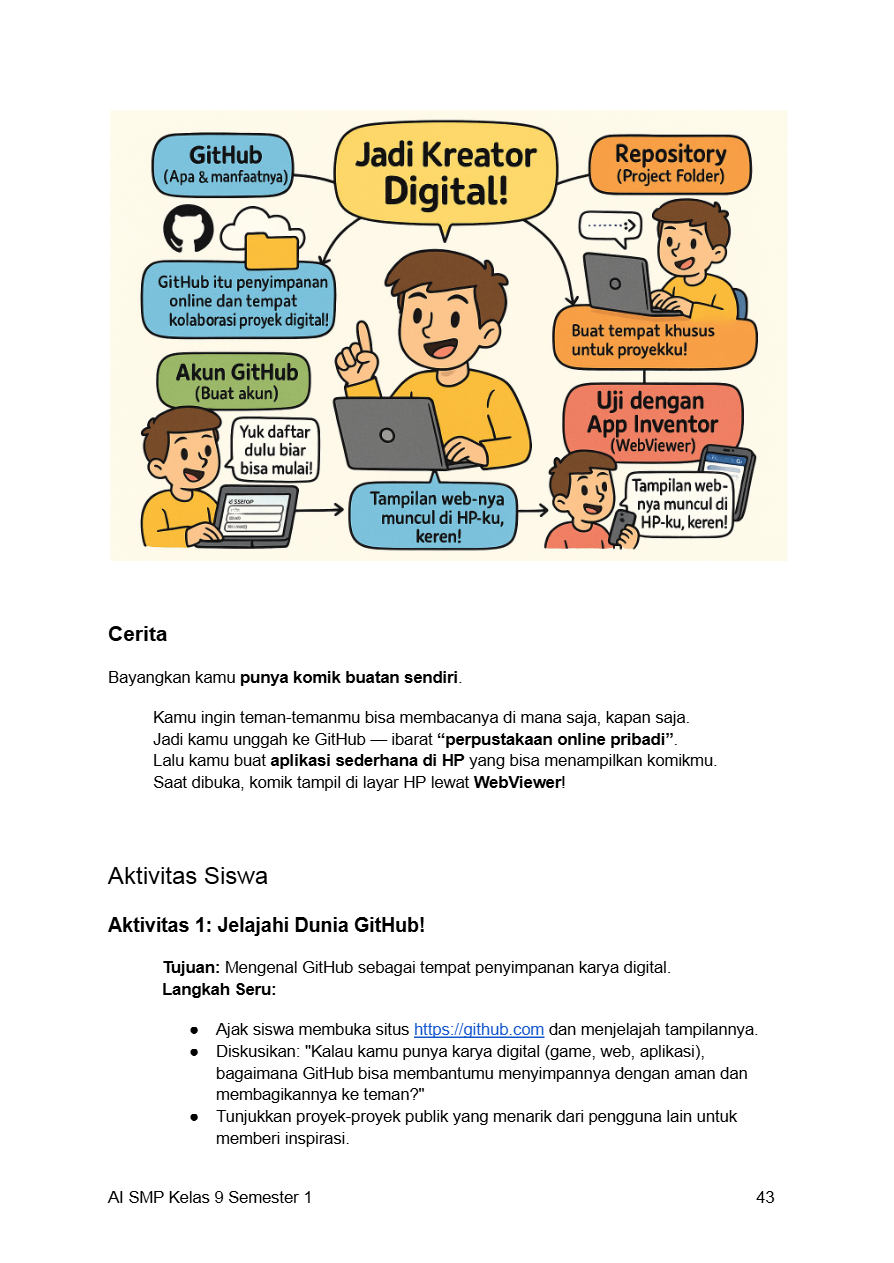 Jadi Kreator
Digital!
GitHub
(Apa & manfaatnya)
GitHub itu penyimpanan
online dan tempat
kolaborasi proyek digital!
Repository
(Project Folder)
Buat tempat khusus
untuk proyekku!
Akun GitHub
(Buat akun)
Yuk daftar
dulu biar
bisa mulai!
Tampilan web-nya
muncul di HP-ku,
keren!
Uji dengan
App Inventor
(WebViewer)
Tampilan web-
nya muncul di
HP-ku, keren!
Cerita
Bayangkan kamu punya komik buatan sendiri.
Kamu ingin teman-temanmu bisa membacanya di mana saja, kapan saja.
Jadi kamu unggah ke GitHub — ibarat “perpustakaan online pribadi”.
Lalu kamu buat aplikasi sederhana di HP yang bisa menampilkan komikmu.
Saat dibuka, komik tampil di layar HP lewat WebViewer!
Aktivitas Siswa
Aktivitas 1: Jelajahi Dunia GitHub!
Tujuan: Mengenal GitHub sebagai tempat penyimpanan karya digital.
Langkah Seru:
● Ajak siswa membuka situs https://github.com dan menjelajah tampilannya.
● Diskusikan: "Kalau kamu punya karya digital (game, web, aplikasi),
bagaimana GitHub bisa membantumu menyimpannya dengan aman dan
membagikannya ke teman?"
● Tunjukkan proyek-proyek publik yang menarik dari pengguna lain untuk
memberi inspirasi.
AI SMP Kelas 9 Semester 1 43